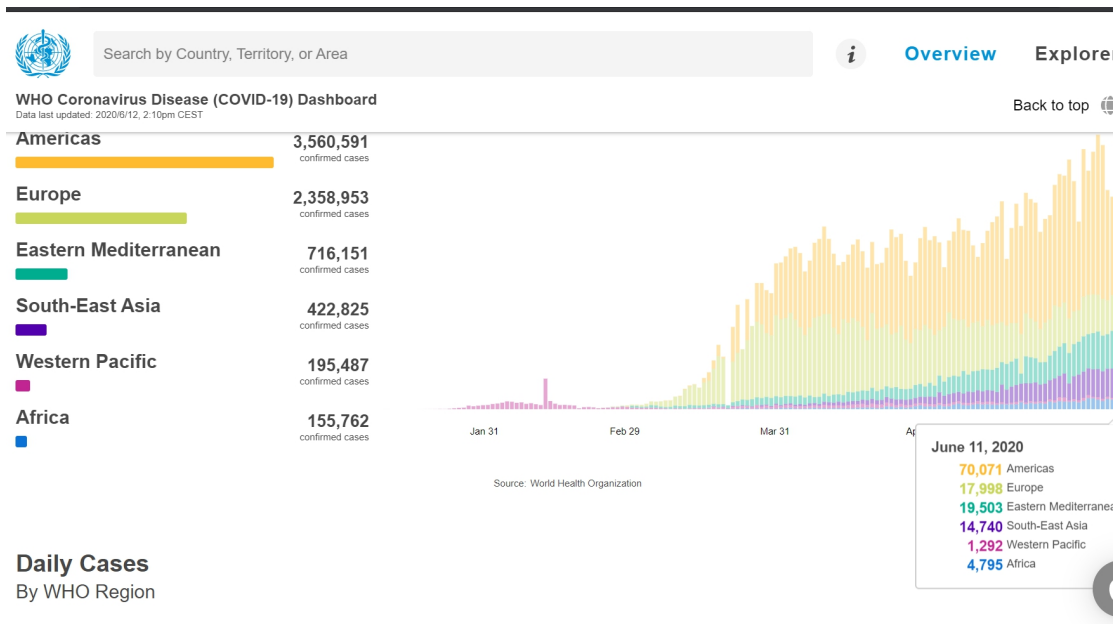 Search by Country, Territory, or Area
i
Overview
WHO Coronavirus Disease (COVID-19) Dashboard
Data last updated: 2020/6/12, 2:10pm CEST
Back to top
Americas
3,560,591
confirmed cases
Europe
2,358,953
confirmed cases
Eastern Mediterranean
716,151
confirmed cases
South-East Asia
422,825
confirmed cases
Western Pacific
195,487
confirmed cases
Africa
155,762
confirmed cases
Jan 31
Feb 29
Mar 31
June 11, 2020
70,071 Americas
17,998 Europe
19,503 Eastern
14,740 South-East Asia
1,292 Western Pacific
4,795 Africa
Source: World Health Organization
Daily Cases
By WHO Region